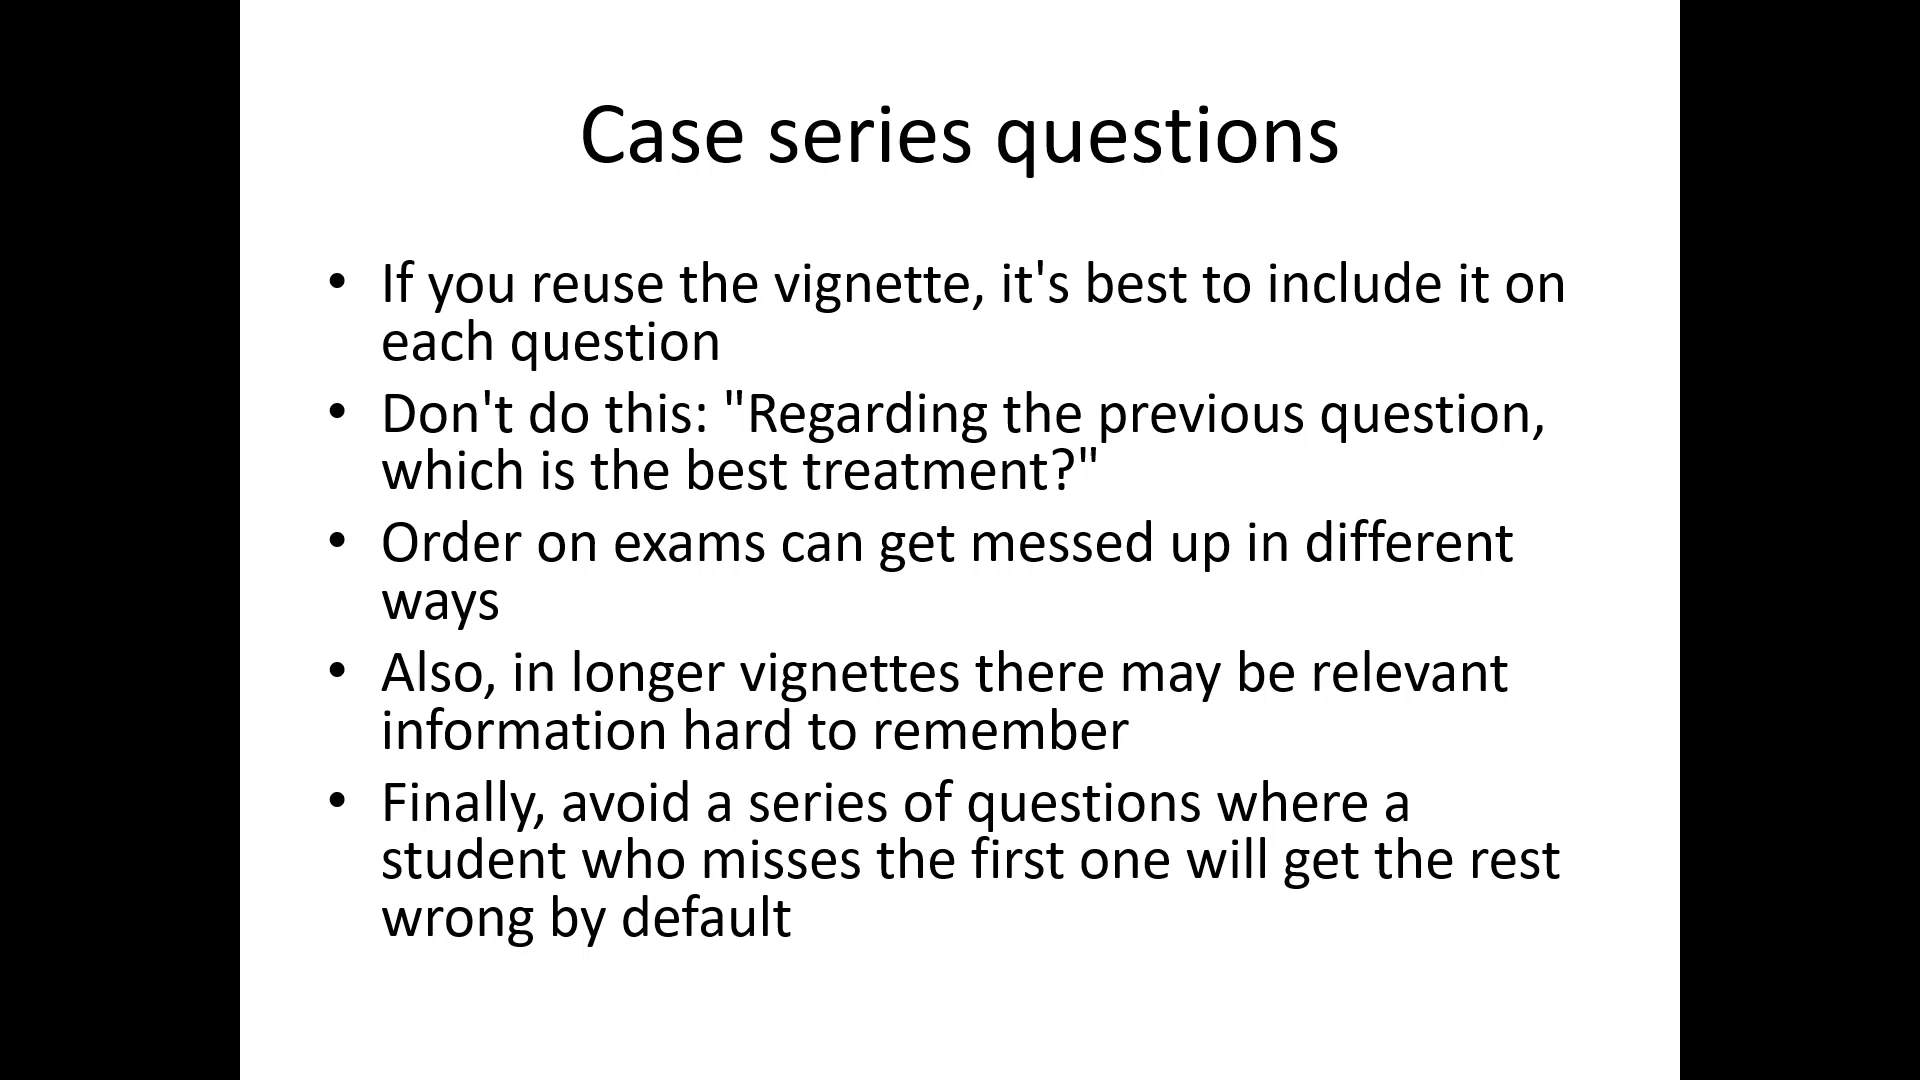 Case series questions
• If you reuse the vignette, it's best to include it on
each question
• Don't do this: "Regarding the previous question,
which is the best treatment?"
• Order on exams can get messed up in different
ways
• Also, in longer vignettes there may be relevant
information hard to remember
• Finally, avoid a series of questions where a
student who misses the first one will get the rest
wrong by default